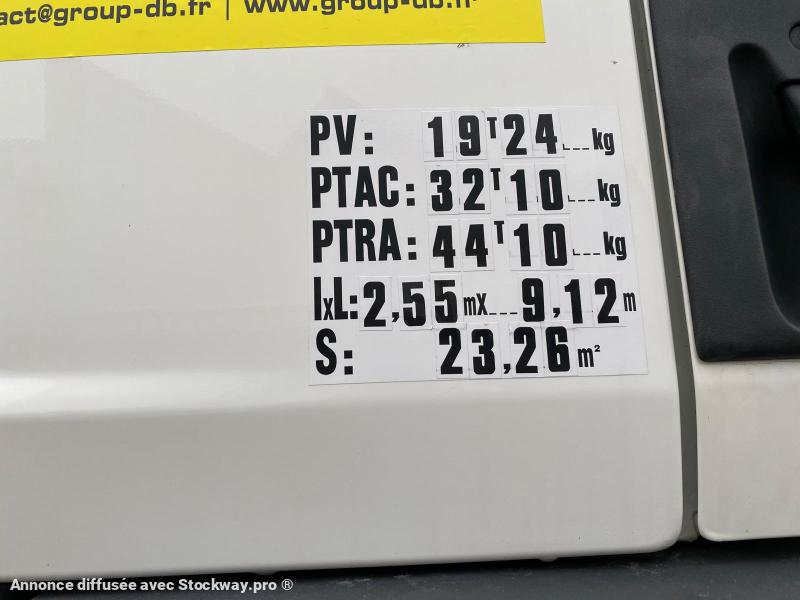 act@group-db.fr | www.group-db.fr
PV: 19T24 kg
PTAC: 32T10 kg
PTRA: 44T10 kg
lxL: 2,55 mx 9,12 m
S: 23,26 m²
Annonce diffusée avec Stockway.pro ®